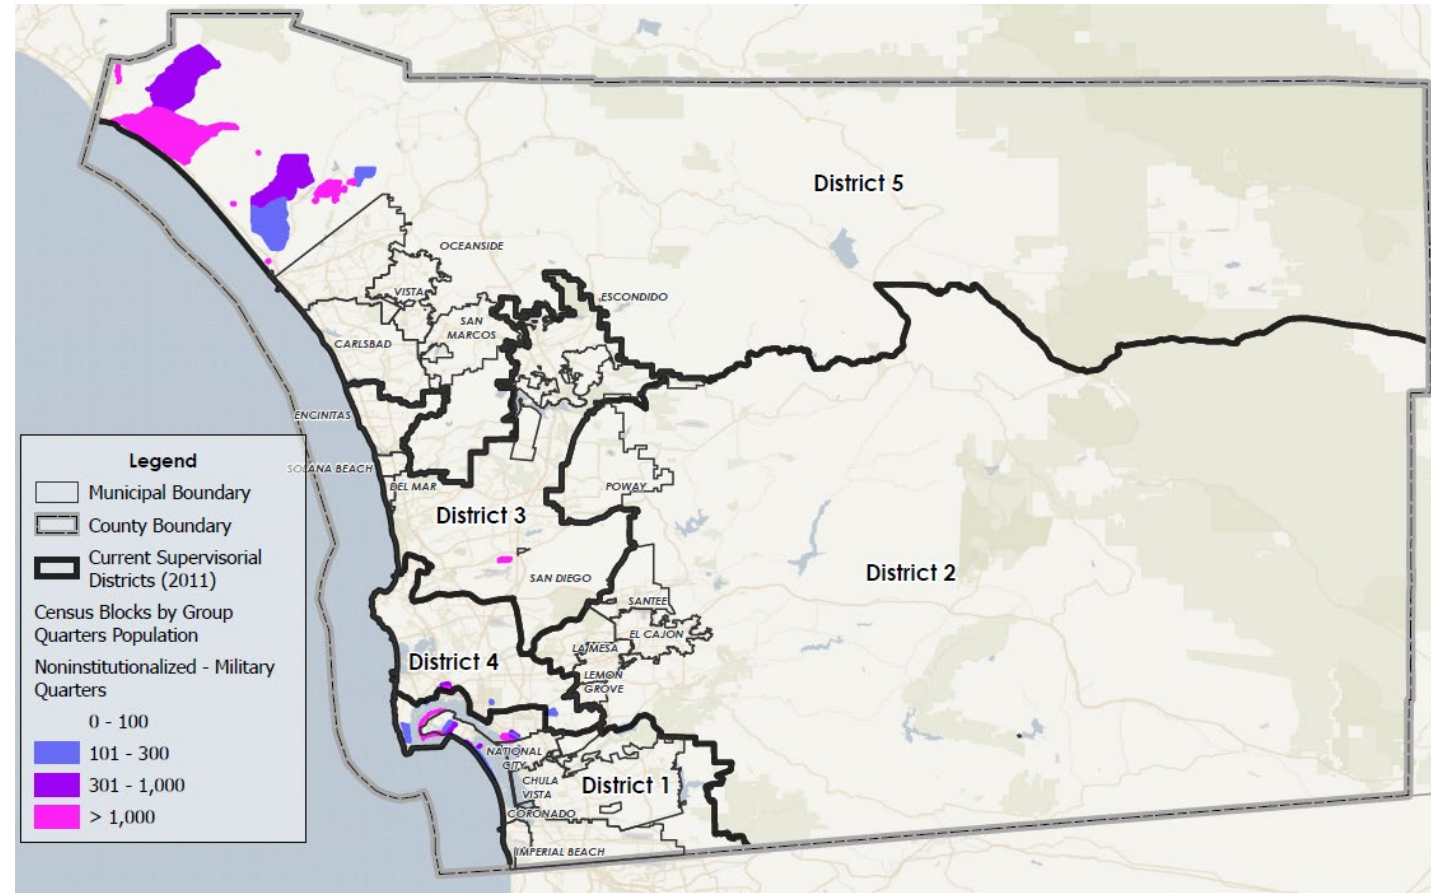 District 5
OCEANSIDE
VISTA
ESCONDIDO
SAN
MARCOS
CARLSBAD
ENCINITAS
SOLANA BEACH
DEL MAR
POWAY
District 3
SAN DIEGO
District 2
SANTEE
EL CAJON
LA MESA
LEMON
GROVE
District 4
NATIONAL
CITY
CHULA
VISTA
District 1
CORONADO
IMPERIAL BEACH
Legend
Municipal Boundary
County Boundary
Current Supervisorial
Districts (2011)
Census Blocks by Group
Quarters Population
Noninstitutionalized - Military
Quarters
0 - 100
101 - 300
301 - 1,000
> 1,000